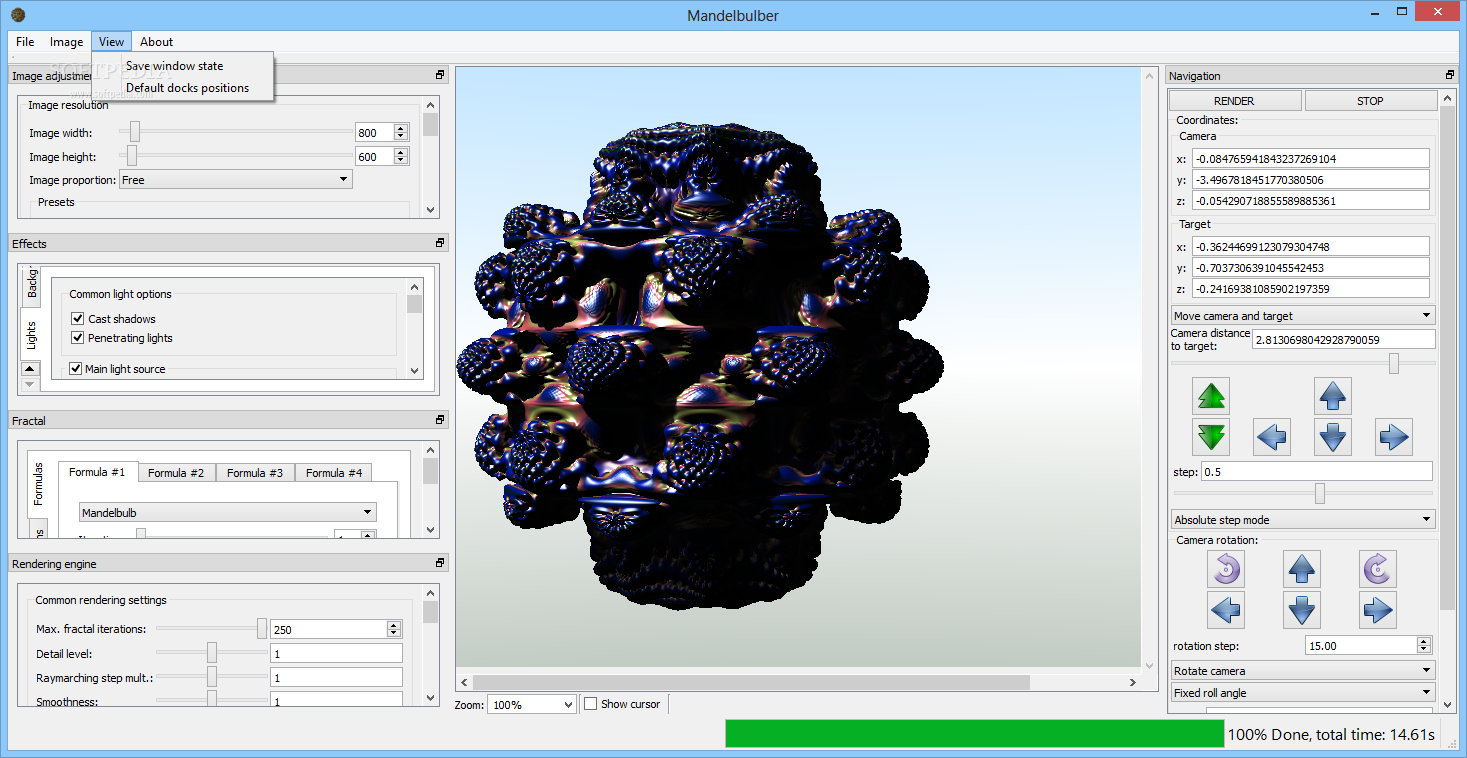 Mandelbulber
File Image View About
Save window state
Default docks positions
SOFTPEDIA
www.softpedia.com
Image adjustmen
Image resolution
Image width: 800
Image height: 600
Image proportion: Free
Presets
Effects
Backg
Lights
Common light options
Cast shadows
Penetrating lights
Main light source
Fractal
Formulas
Formula #1 Formula #2 Formula #3 Formula #4
Mandelbulb
Rendering engine
Common rendering settings
Max. fractal iterations: 250
Detail level: 1
Raymarching step mult.: 1
Smoothness: 1
Zoom: 100% Show cursor
Navigation
RENDER STOP
Coordinates:
Camera
x: -0.084765941843237269104
y: -3.4967818451770380506
z: -0.054290718855589885361
Target
x: -0.36244699123079304748
y: -0.7037306391045542453
z: -0.24169381085902197359
Move camera and target
Camera distance
to target: 2.8130698042928790059
step: 0.5
Absolute step mode
Camera rotation:
rotation step: 15.00
Rotate camera
Fixed roll angle
100% Done, total time: 14.61s